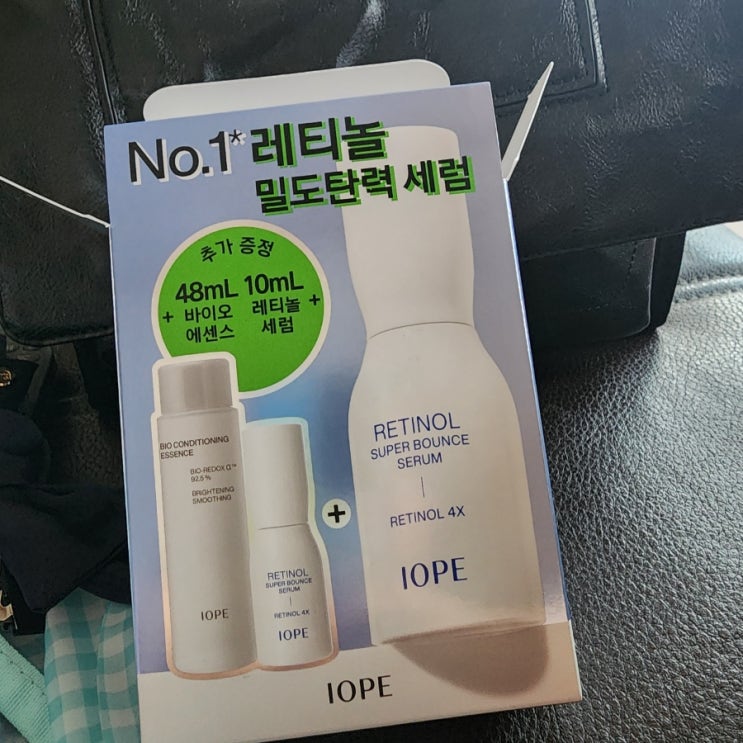 No.1* 레티놀
밀도탄력 세럼
추가 증정
+ 48mL 바이오 에센스
+ 10mL 레티놀 세럼
BIO CONDITIONING
ESSENCE
BIO-REDOX G™
92.5%
BRIGHTENING
SMOOTHING
IOPE
RETINOL
SUPER BOUNCE
SERUM
RETINOL 4X
IOPE
+
RETINOL
SUPER BOUNCE
SERUM
RETINOL 4X
IOPE
IOPE